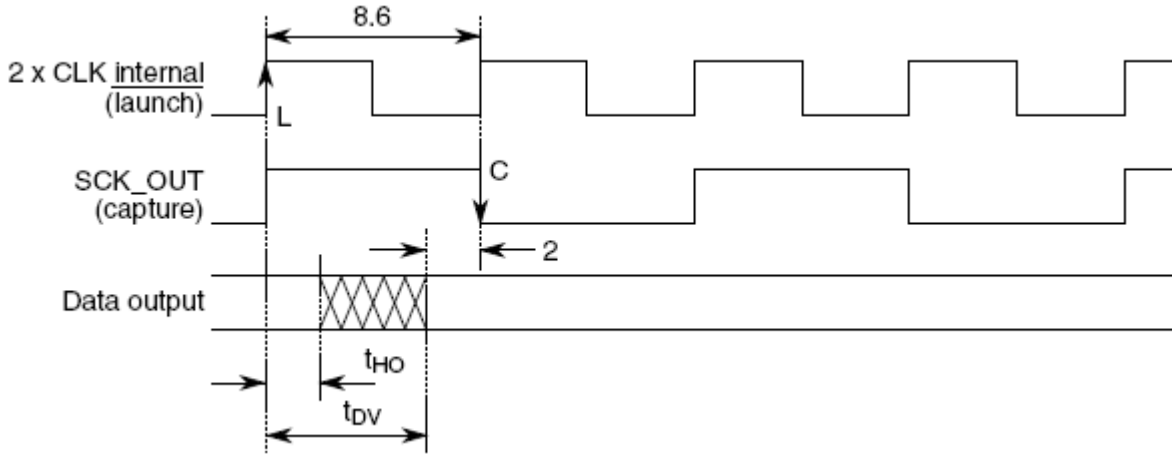 8.6
2 x CLK internal
(launch)
L
SCK_OUT
(capture)
C
2
Data output
tHO
tDV